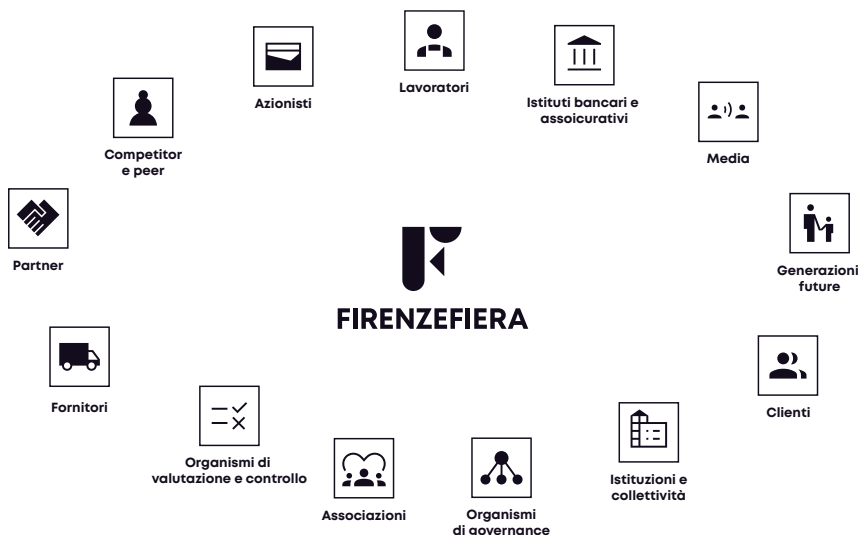 Lavoratori
Azionisti
Istituti bancari e
assoicurativi
Competitor
e peer
Media
Partner
Generazioni
future
FIRENZEFIERA
Fornitori
Clienti
Organismi di
valutazione e controllo
Istituzioni e
collettività
Associazioni
Organismi
di governance